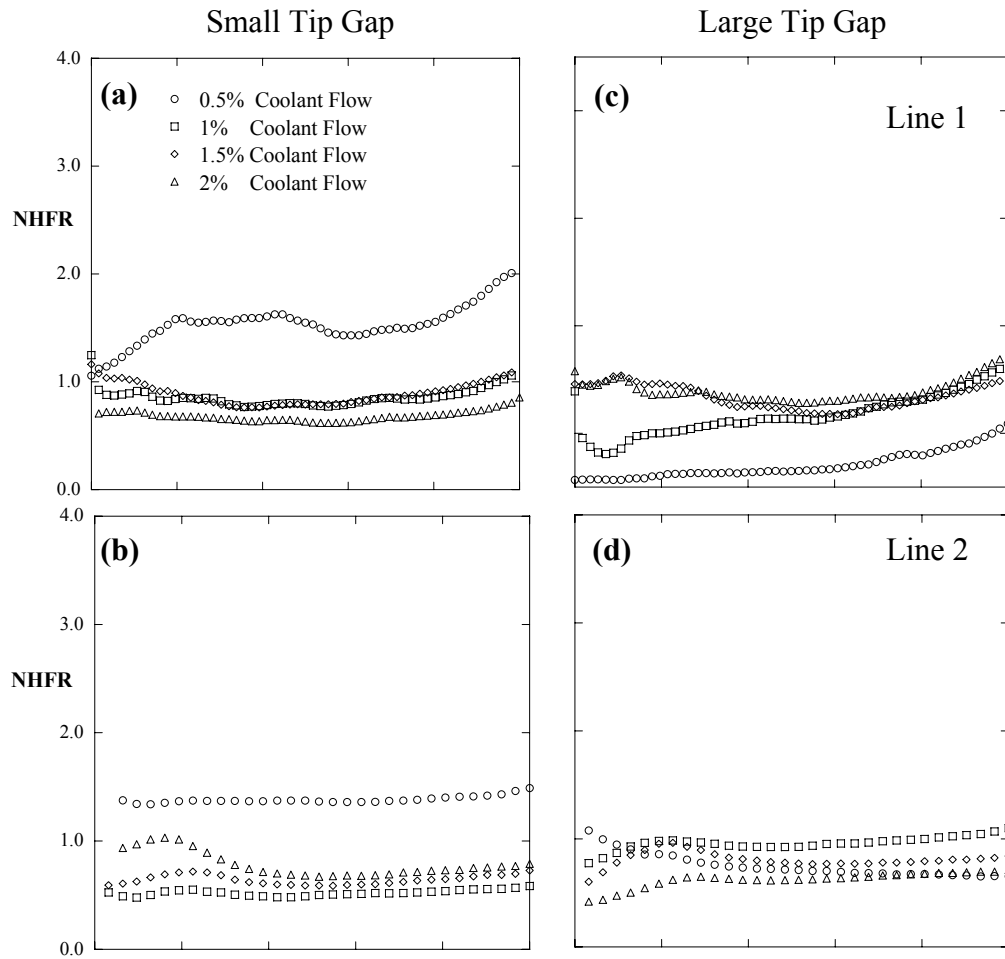 Small Tip Gap
Large Tip Gap
4.0
(a)
0.5% Coolant Flow
1% Coolant Flow
1.5% Coolant Flow
2% Coolant Flow
3.0
NHFR
2.0
1.0
0.0
(c)
Line 1
4.0
(b)
3.0
NHFR
2.0
1.0
0.0
(d)
Line 2